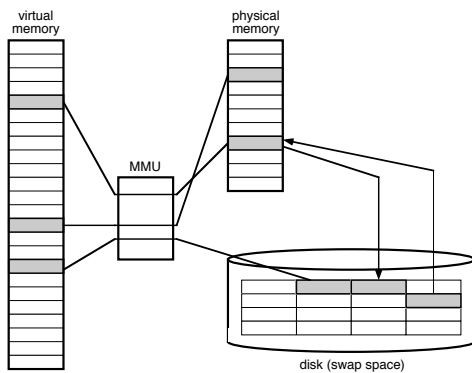 virtual
memory
physical
memory
MMU
disk (swap space)